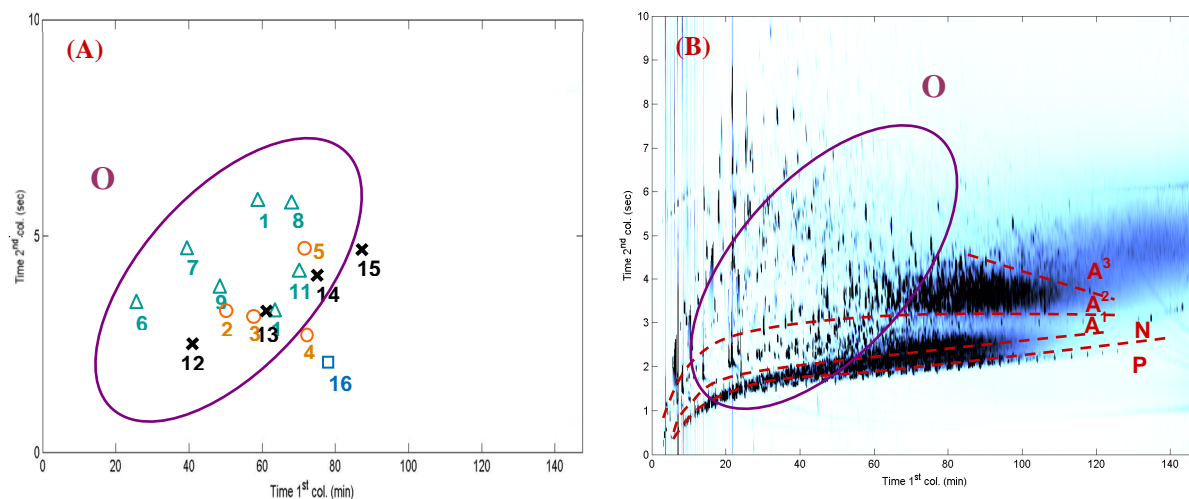 (A)
10
O
1 8
5
7 15
14
11
9
6
2 3 13
4
12
16
5
0
Time 2nd. col. (sec)
0 20 40 60 80 100 120 140
Time 1st col. (min)
(B)
10
9
8
7
6
5
4
3
2
1
0
O
A3
A2
A1
N
P
Time 2nd col. (sec)
0 20 40 60 80 100 120 140
Time 1st col. (min)